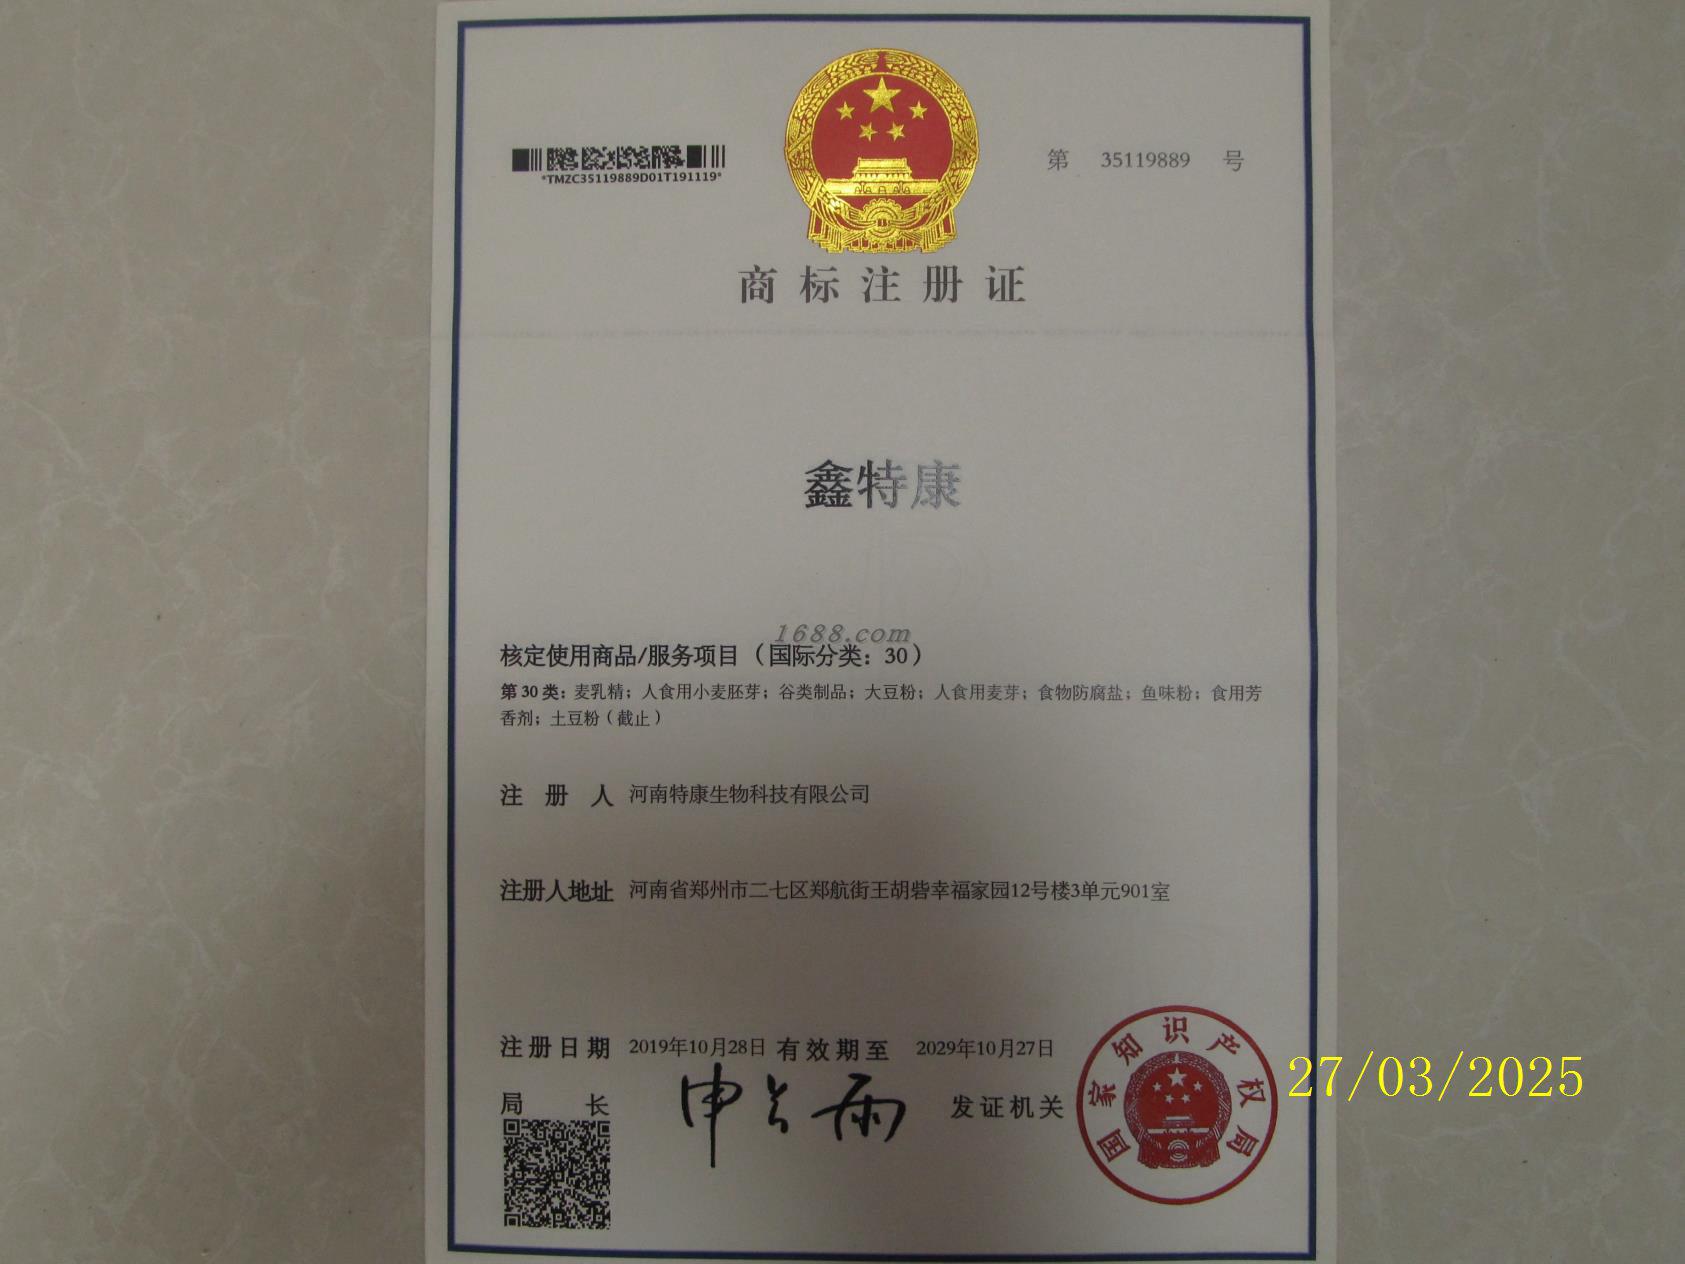 *TMZC35119889D01T191119*
第 35119889 号
商标注册证
鑫特康
1688.com
核定使用商品/服务项目（国际分类：30）
第30类：麦乳精；人食用小麦胚芽；谷类制品；大豆粉；人食用麦芽；食物防腐盐；鱼味粉；食用芳
香剂；土豆粉（截止）
注册人 河南特康生物科技有限公司
注册人地址 河南省郑州市二七区郑航街王胡砦幸福家园12号楼3单元901室
注册日期 2019年10月28日 有效期至 2029年10月27日
局长 申长雨 发证机关
国家知识产权局
27/03/2025